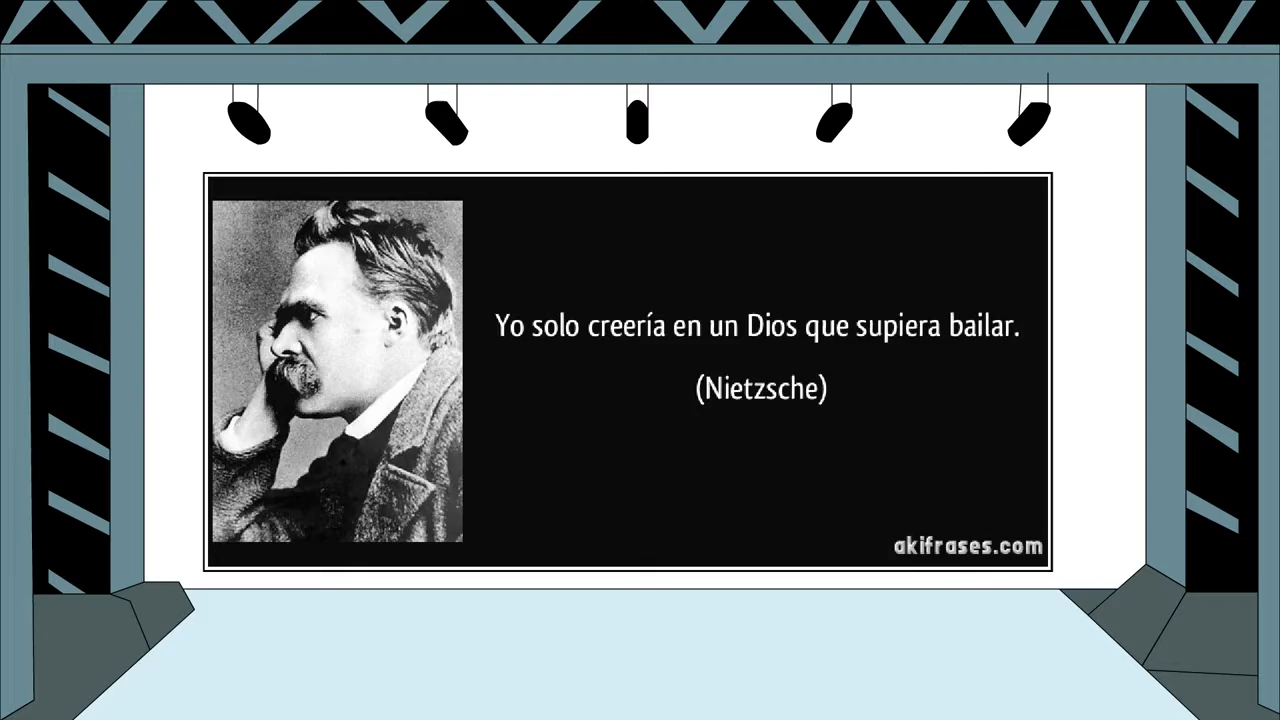 Yo solo creería en un Dios que supiera bailar.
(Nietzsche)
akifrases.com